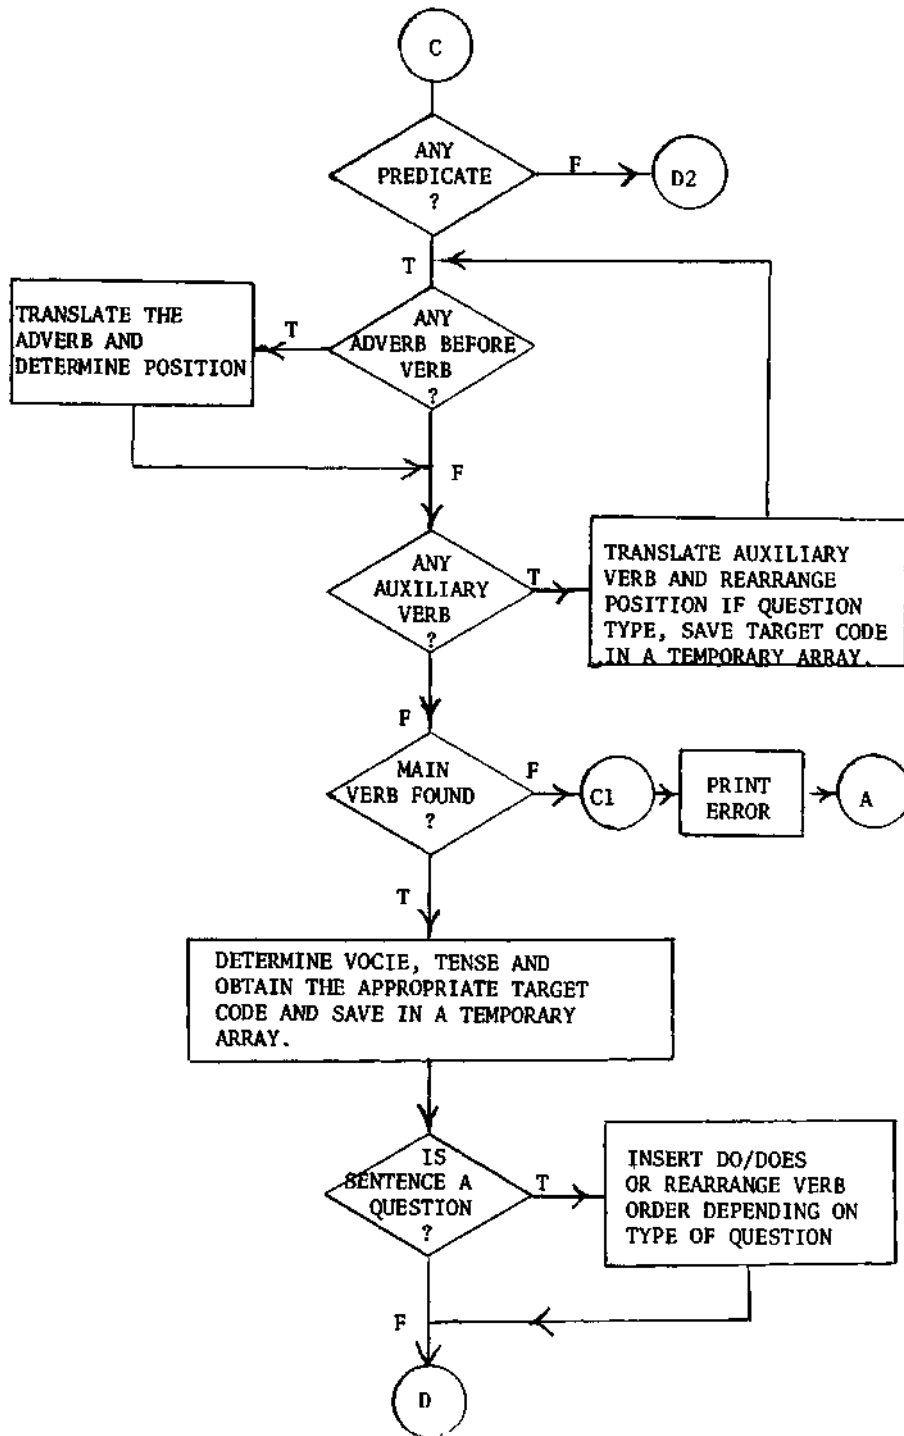 C
ANY
PREDICATE
?
F
D2
T
TRANSLATE THE
ADVERB AND
DETERMINE POSITION
T
ANY
ADVERB BEFORE
VERB
?
F
ANY
AUXILIARY
VERB
?
T
TRANSLATE AUXILIARY
VERB AND REARRANGE
POSITION IF QUESTION
TYPE, SAVE TARGET CODE
IN A TEMPORARY ARRAY.
F
MAIN
VERB FOUND
?
F
C1
PRINT
ERROR
A
T
DETERMINE VOCIE, TENSE AND
OBTAIN THE APPROPRIATE TARGET
CODE AND SAVE IN A TEMPORARY
ARRAY.
IS
SENTENCE A
QUESTION
?
T
INSERT DO/DOES
OR REARRANGE VERB
ORDER DEPENDING ON
TYPE OF QUESTION
F
D